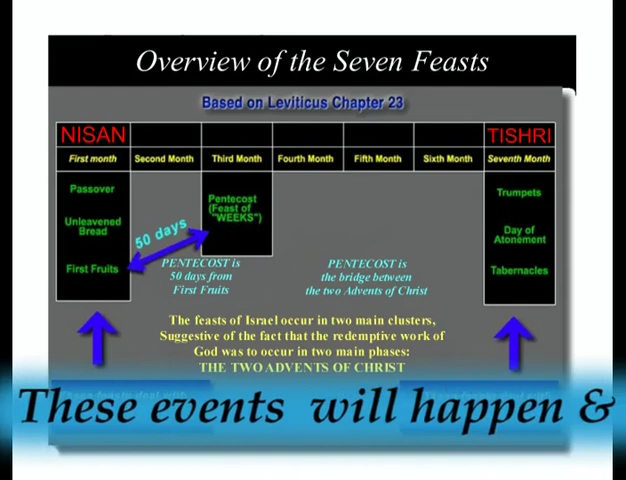 Overview of the Seven Feasts
Based on Leviticus Chapter 23
NISAN
TISHRI
First month
Second Month
Third Month
Fourth Month
Fifth Month
Sixth Month
Seventh Month
Passover
Unleavened
Bread
First Fruits
50 days
Pentecost
(Feast of
"WEEKS")
Trumpets
Day of
Atonement
Tabernacles
PENTECOST is
50 days from
First Fruits
PENTECOST is
the bridge between
the two Advents of Christ
The feasts of Israel occur in two main clusters,
Suggestive of the fact that the redemptive work of
God was to occur in two main phases:
THE TWO ADVENTS OF CHRIST
These feasts deal with
These events will happen &